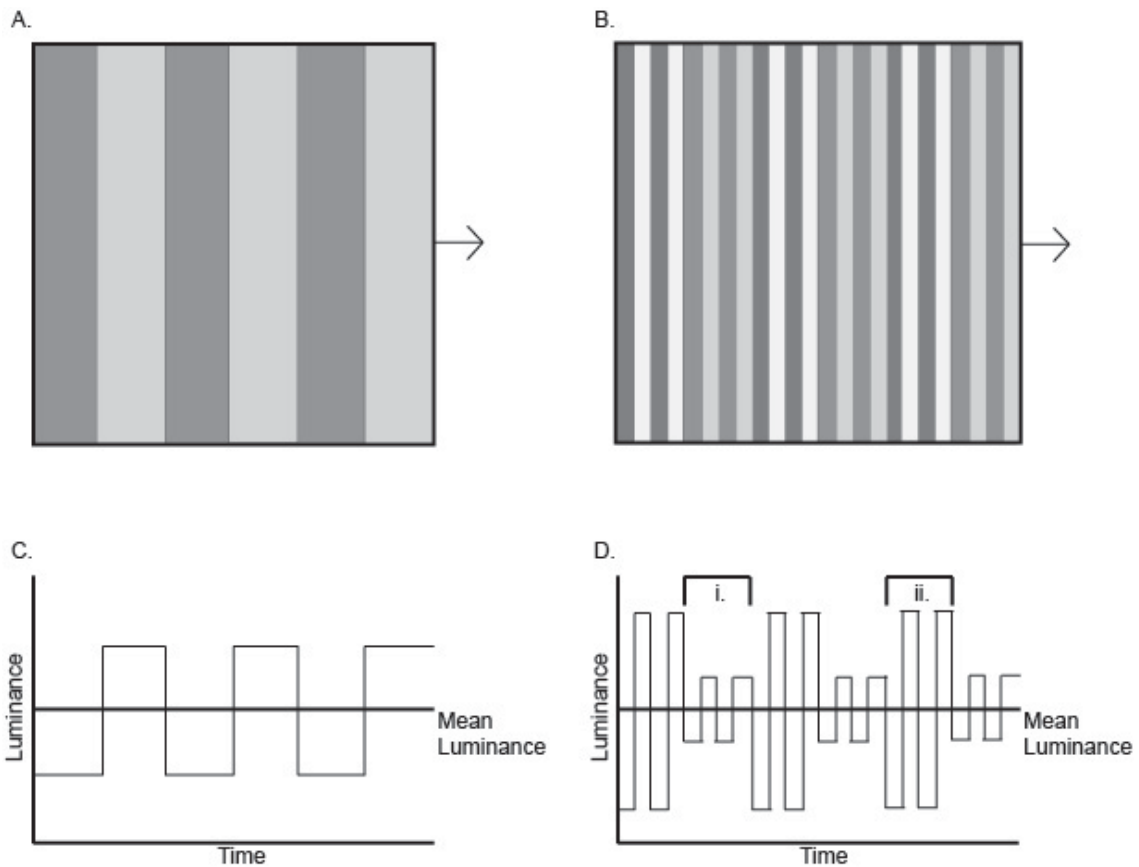 A.
B.
C.
D.
i.
ii.
Luminance
Mean
Luminance
Time
Luminance
Mean
Luminance
Time